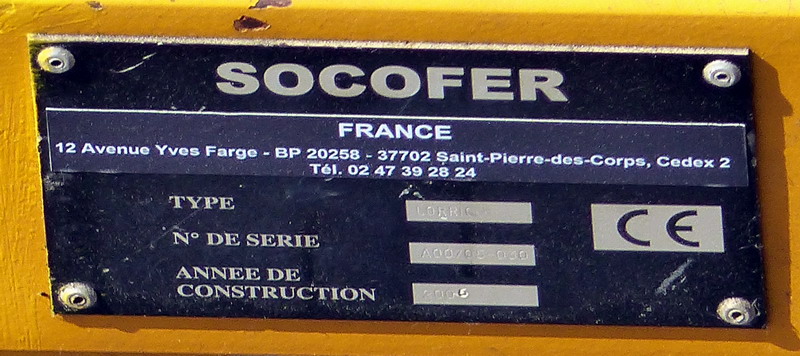 SOCOFER
FRANCE
12 Avenue Yves Farge - BP 20258 - 37702 Saint-Pierre-des-Corps, Cedex 2
Tél. 02 47 39 28 24
TYPE
N° DE SERIE
ANNEE DE
CONSTRUCTION
CE